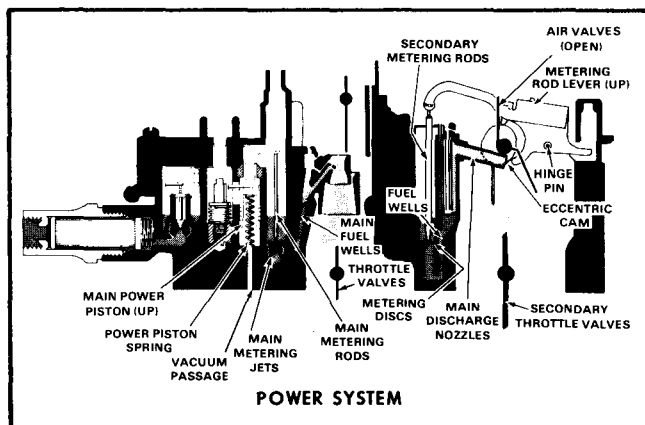 AIR VALVES
(OPEN)
SECONDARY
METERING RODS
METERING
ROD LEVER (UP)
HINGE
PIN
ECCENTRIC
CAM
FUEL
WELLS
MAIN
FUEL
WELLS
THROTTLE
VALVES
MAIN POWER
PISTON (UP)
POWER PISTON
SPRING
VACUUM
PASSAGE
MAIN
METERING
JETS
MAIN
METERING
RODS
METERING
DISCS
MAIN
DISCHARGE
NOZZLES
SECONDARY
THROTTLE VALVES
POWER SYSTEM